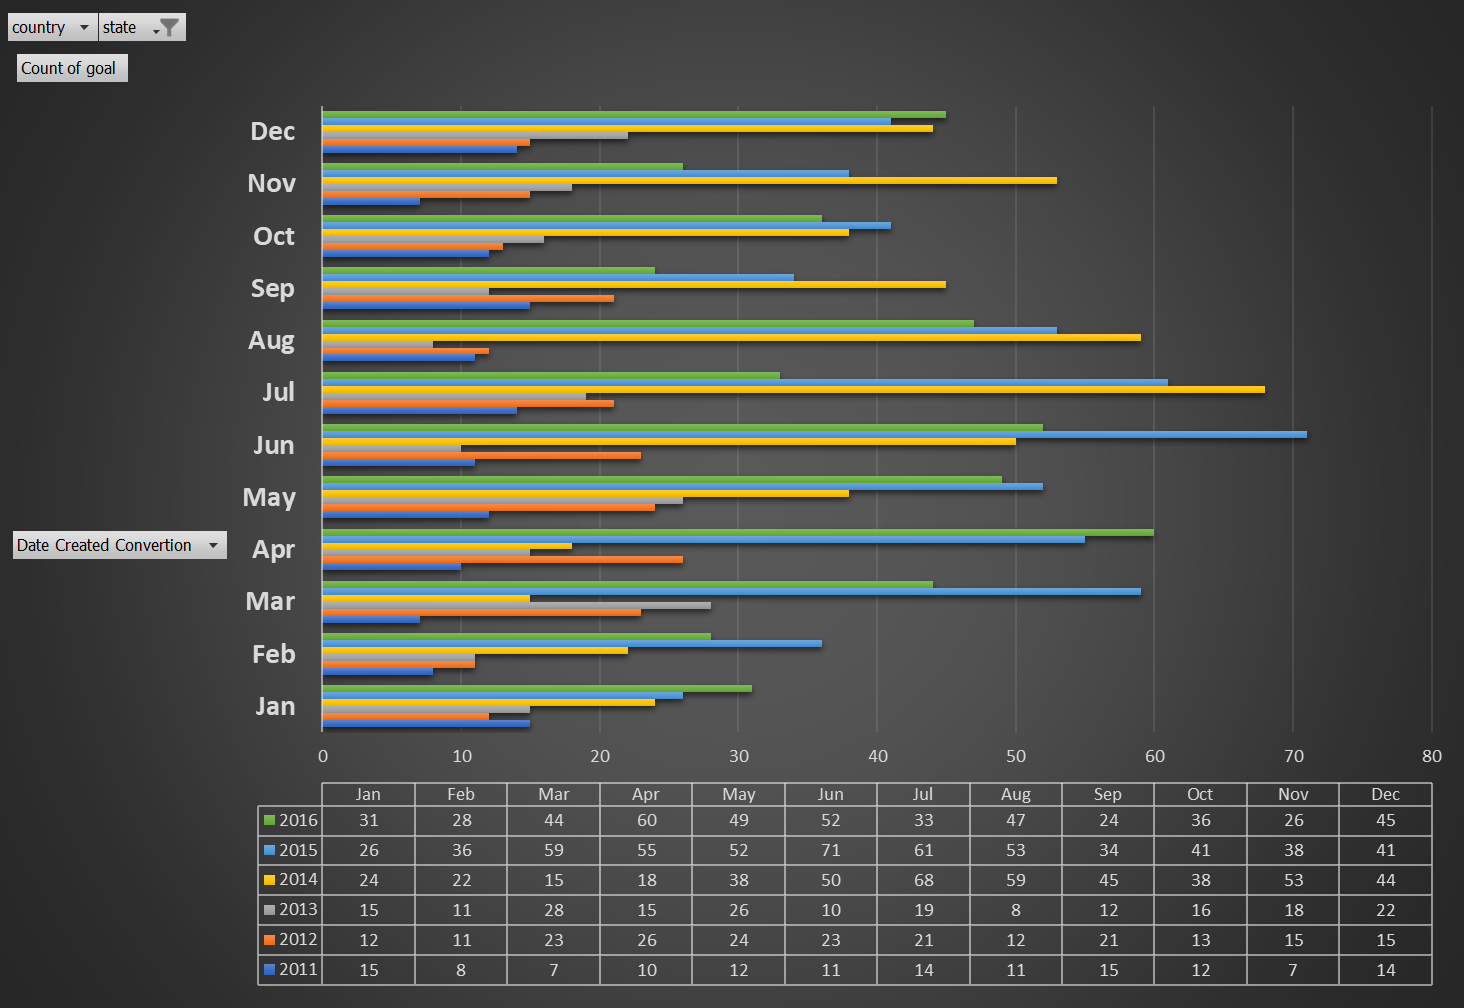 country state
Count of goal
Dec
Nov
Oct
Sep
Aug
Jul
Jun
May
Date Created Convertion
Apr
Mar
Feb
Jan
0 10 20 30 40 50 60 70 80
Jan Feb Mar Apr May Jun Jul Aug Sep Oct Nov Dec
2016 31 28 44 60 49 52 33 47 24 36 26 45
2015 26 36 59 55 52 71 61 53 34 41 38 41
2014 24 22 15 18 38 50 68 59 45 38 53 44
2013 15 11 28 15 26 10 19 8 12 16 18 22
2012 12 11 23 26 24 23 21 12 21 13 15 15
2011 15 8 7 10 12 11 14 11 15 12 7 14